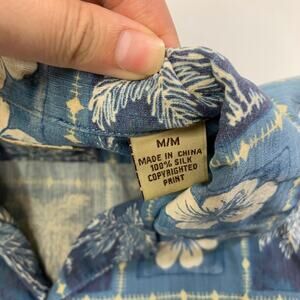 M/M
MADE IN CHINA
100% SILK
COPYRIGHTED
PRINT